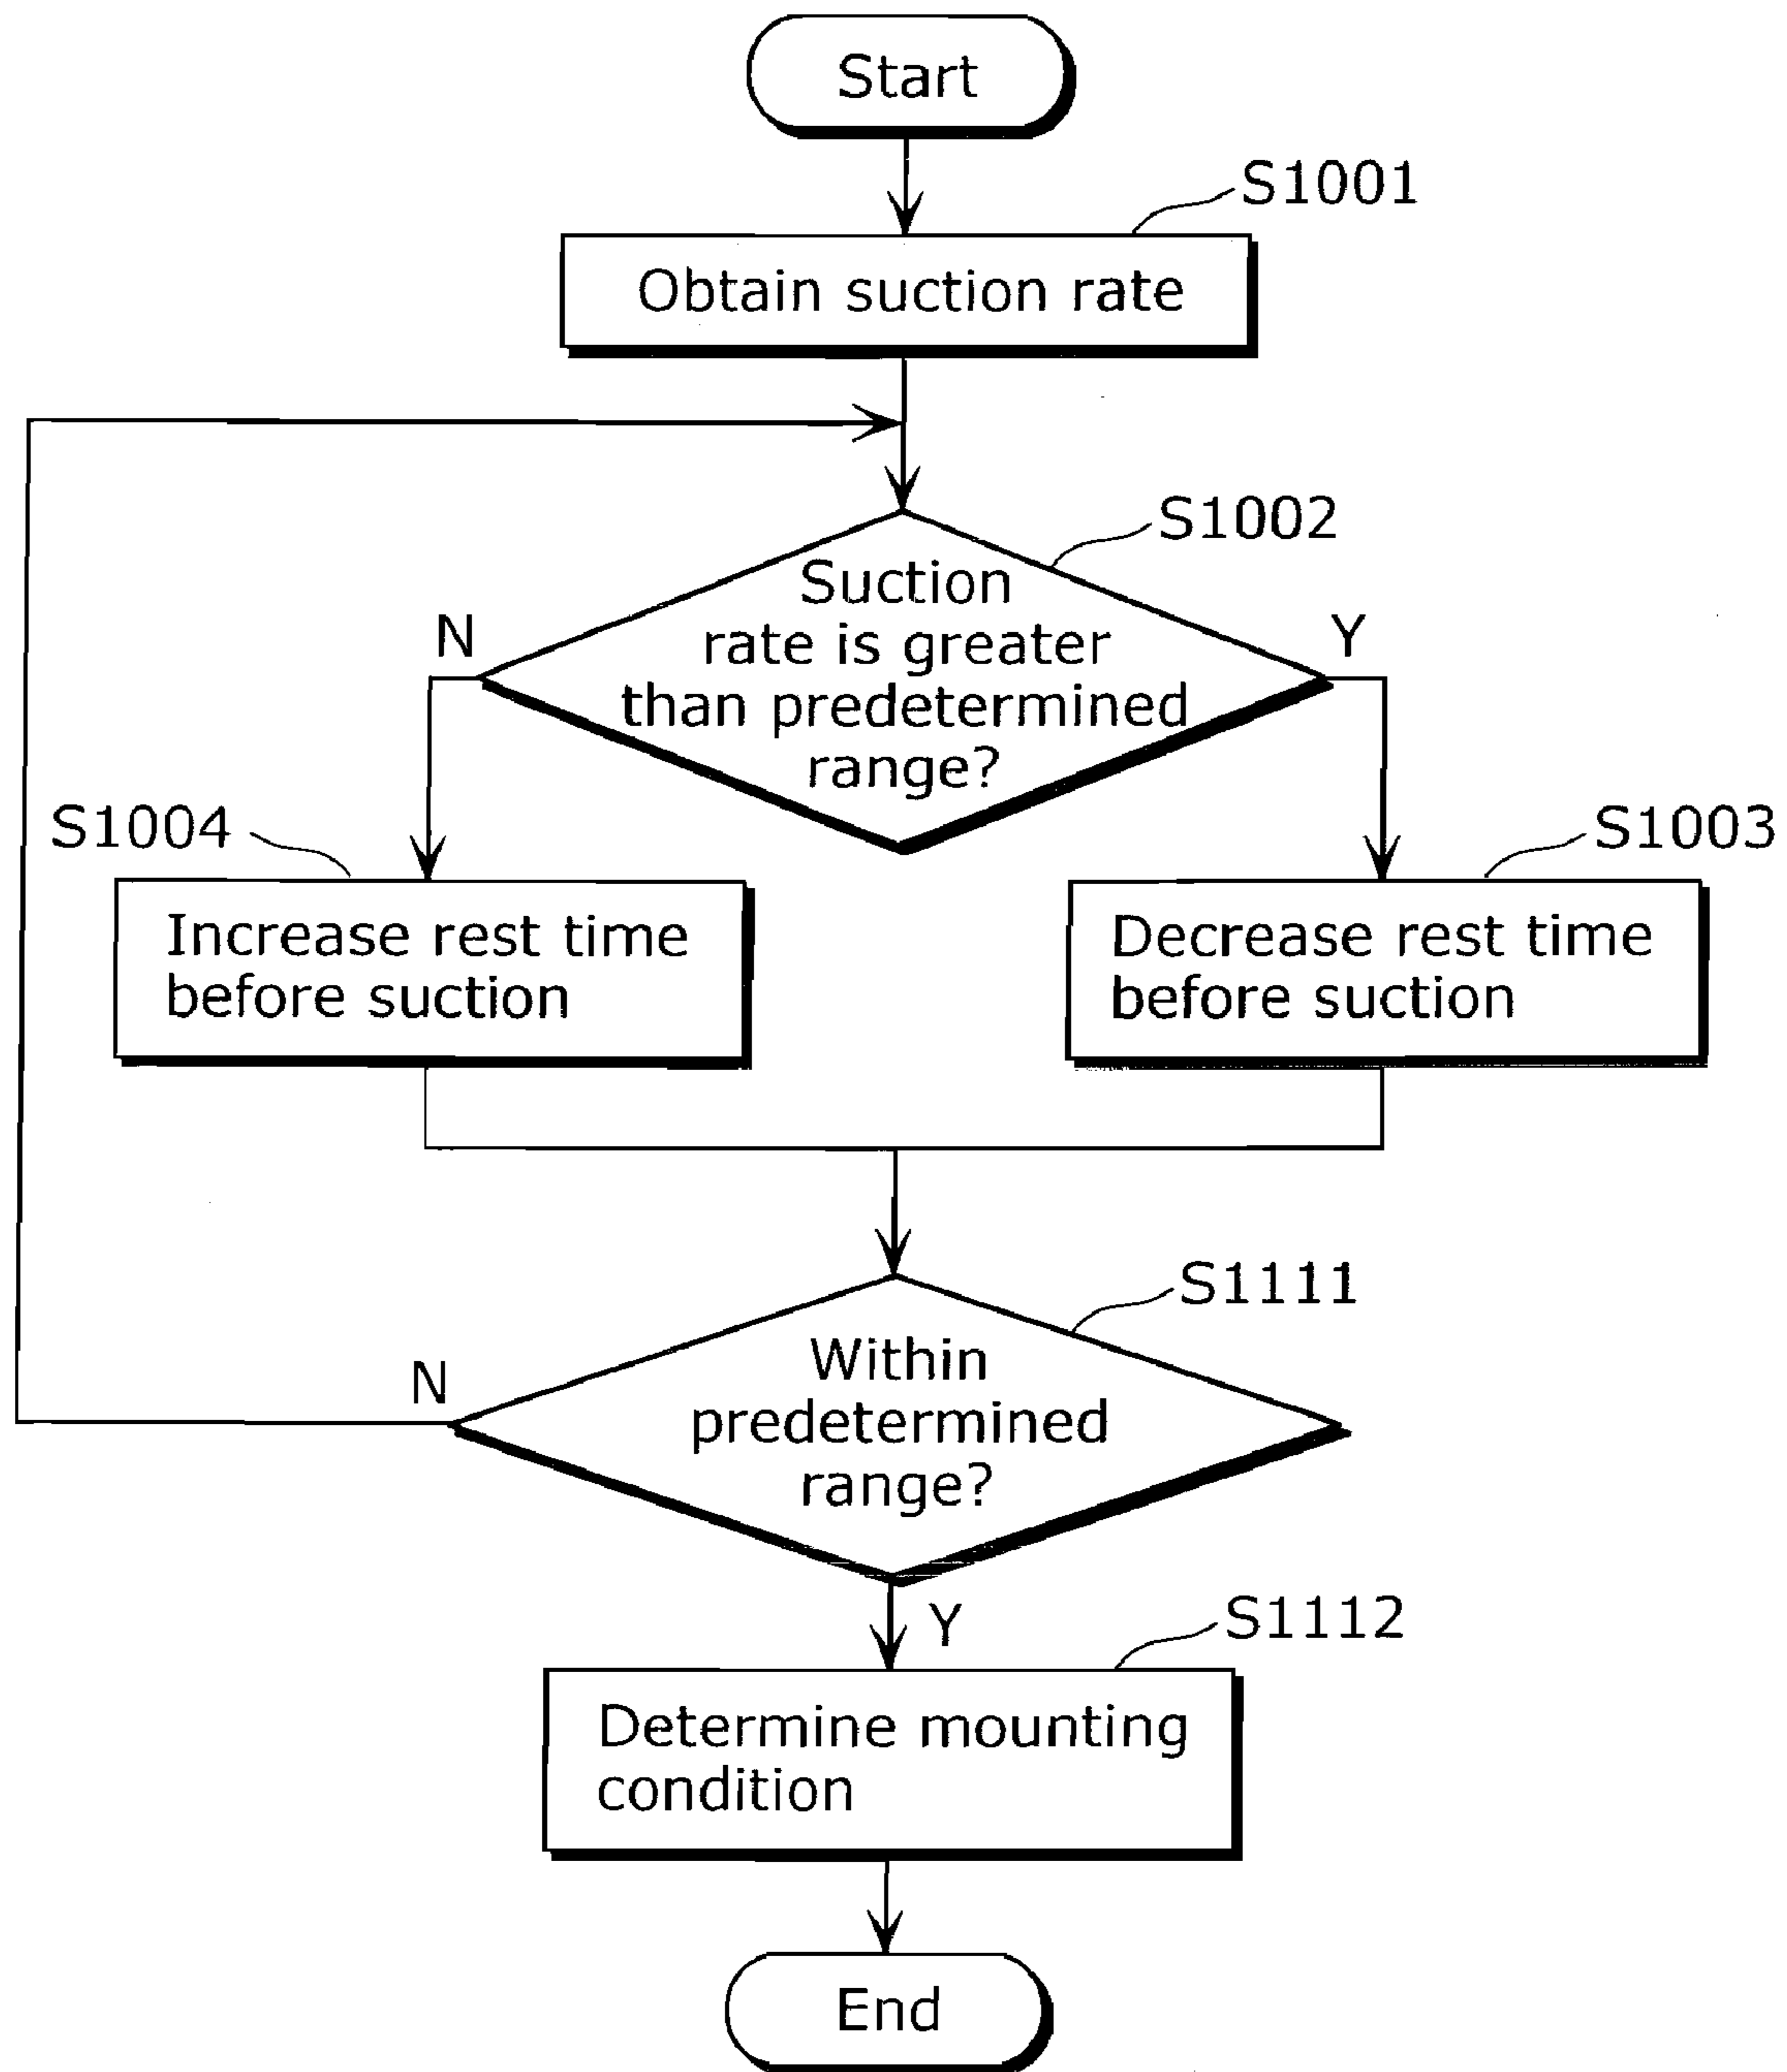 Start
S1001
Obtain suction rate
S1002
Suction
rate is greater
than predetermined
range?
N
Y
S1004
S1003
Increase rest time
before suction
Decrease rest time
before suction
S1111
Within
predetermined
range?
N
Y
S1112
Determine mounting
condition
End